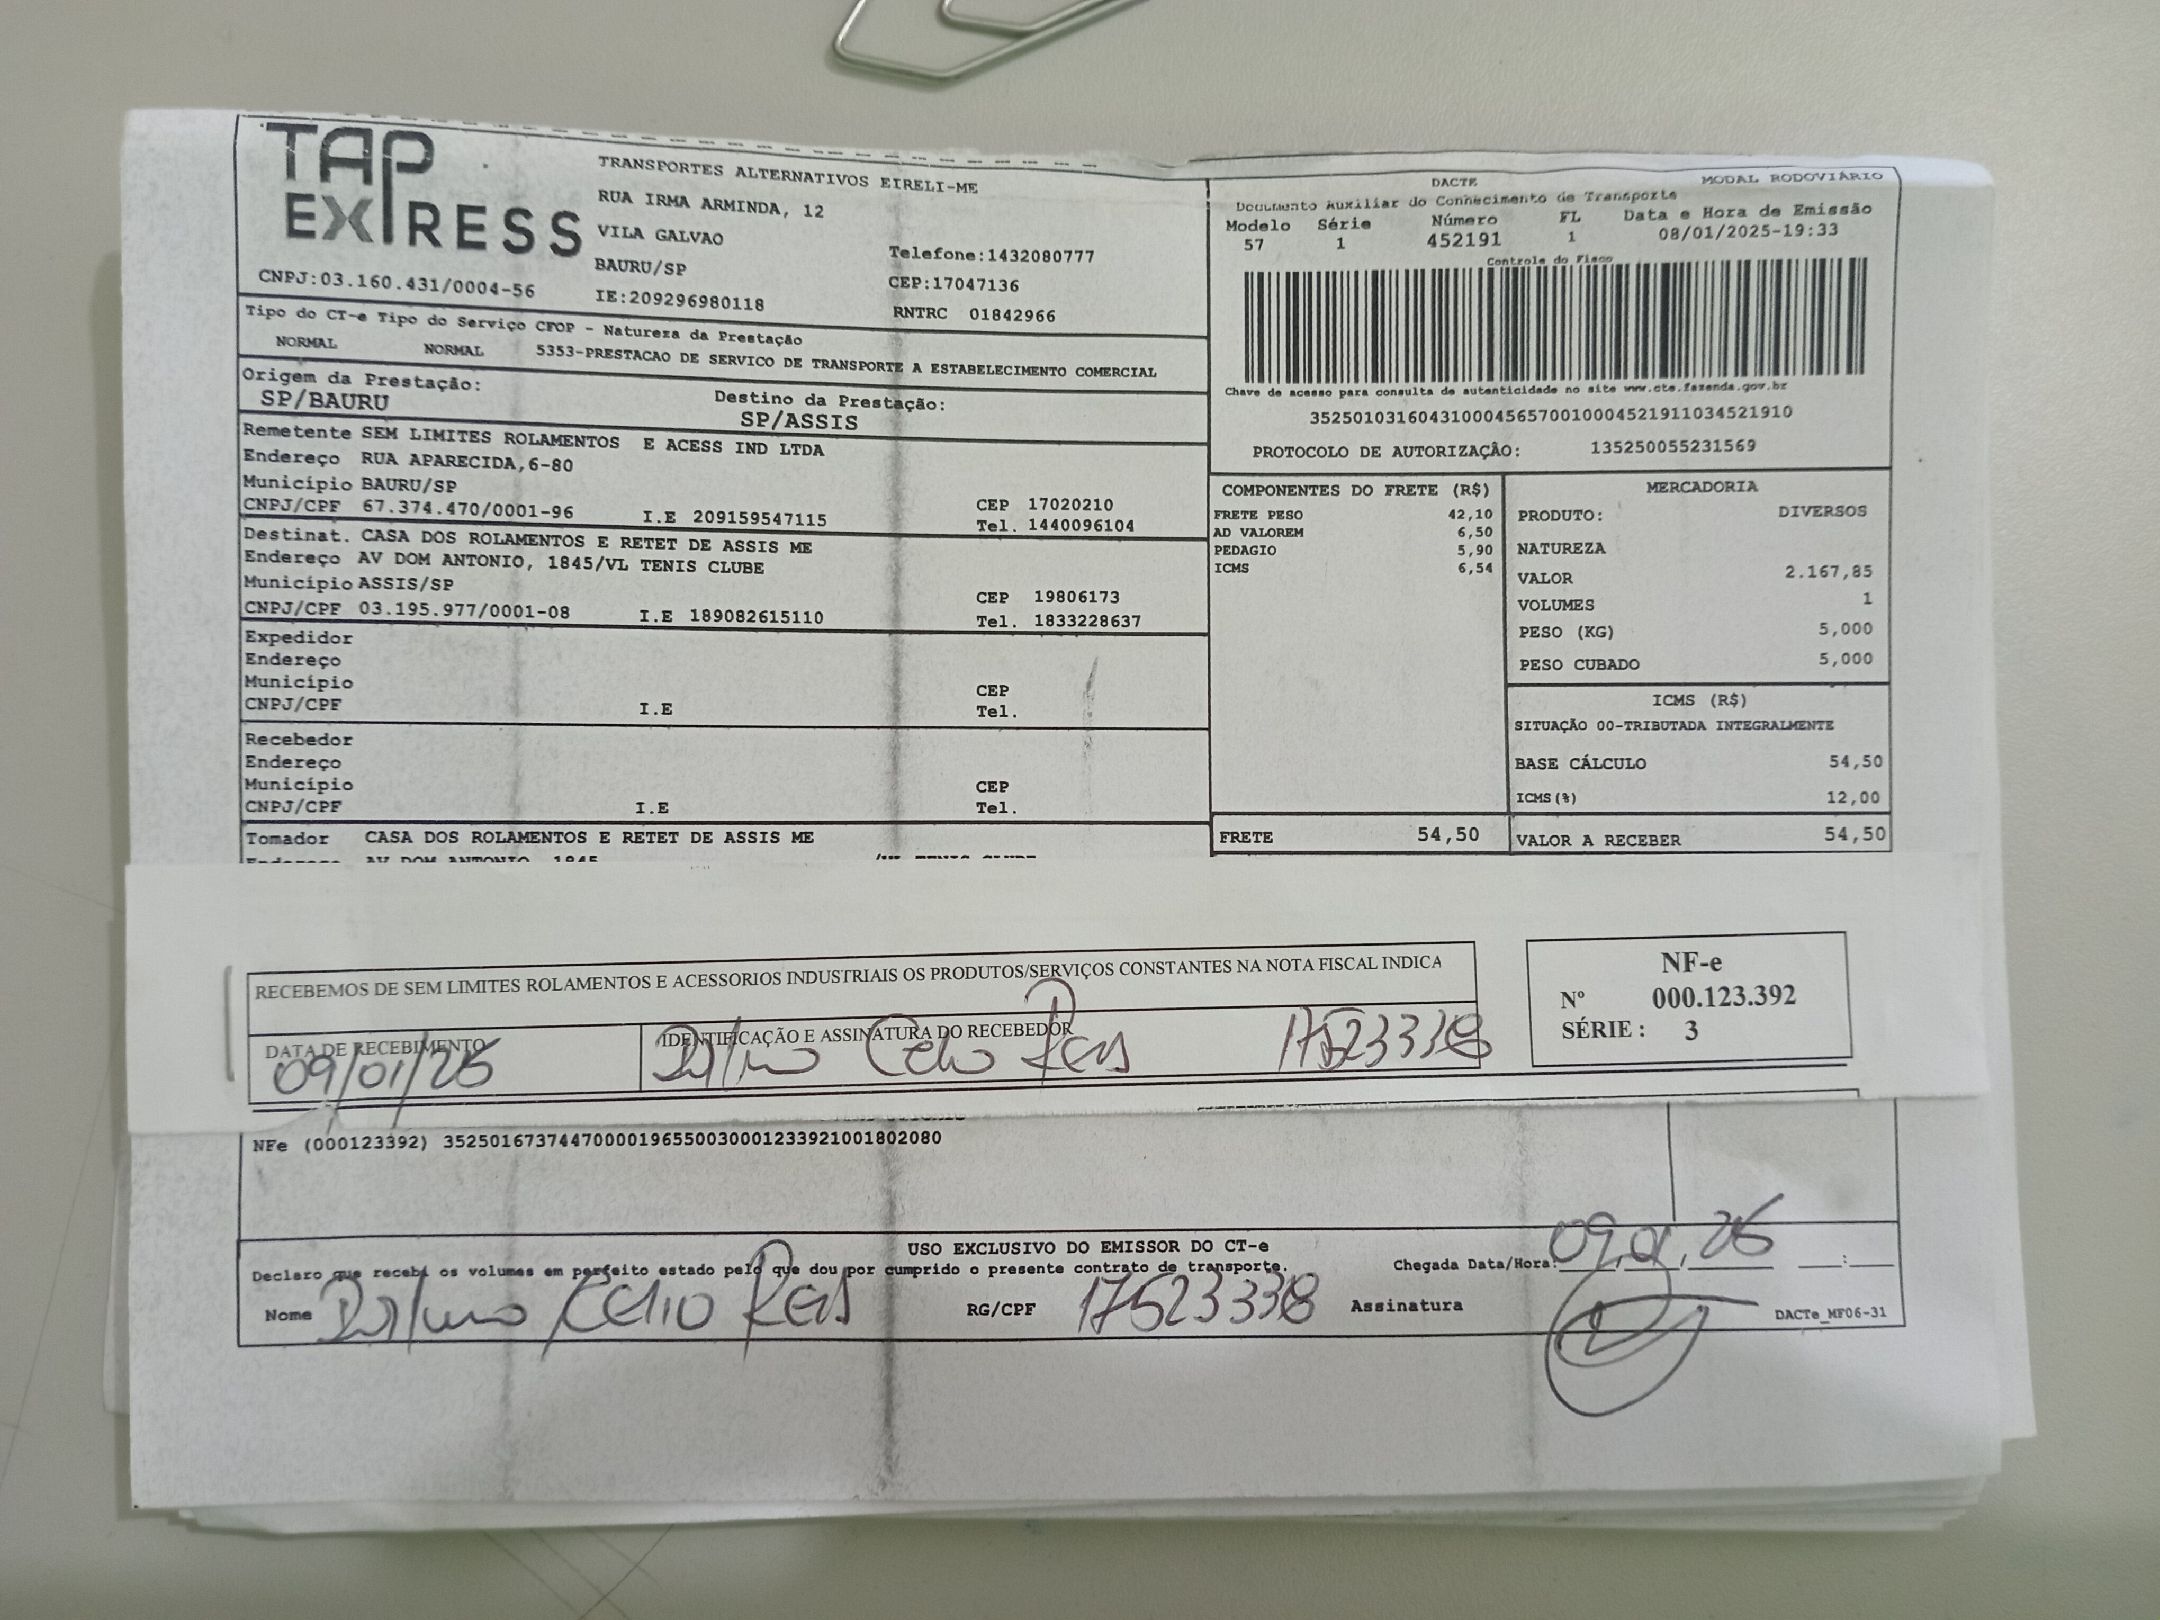 TAP EXPRESS
CNPJ:03.160.431/0004-56
TRANSPORTES ALTERNATIVOS EIRELI-ME
RUA IRMA ARMINDA, 12
VILA GALVAO
BAURU/SP
IE:209296980118
Telefone:1432080777
CEP:17047136
RNTRC 01842966
DACTE MODAL RODOVIÁRIO
Documento Auxiliar do Conhecimento de Transporte
Modelo Série Número FL Data e Hora de Emissão
57 1 452191 1 08/01/2025-19:33
Controle do Fisco
Chave de acesso para consulta de autenticidade no site www.cte.fazenda.gov.br
35250103160431000456570010004521911034521910
PROTOCOLO DE AUTORIZAÇÃO: 135250055231569
Tipo do CT-e Tipo do Serviço CFOP - Natureza da Prestação
NORMAL NORMAL 5353-PRESTACAO DE SERVICO DE TRANSPORTE A ESTABELECIMENTO COMERCIAL
Origem da Prestação: Destino da Prestação:
SP/BAURU SP/ASSIS
Remetente SEM LIMITES ROLAMENTOS E ACESS IND LTDA
Endereço RUA APARECIDA,6-80
Município BAURU/SP CEP 17020210
CNPJ/CPF 67.374.470/0001-96 I.E 209159547115 Tel. 1440096104
Destinat. CASA DOS ROLAMENTOS E RETET DE ASSIS ME
Endereço AV DOM ANTONIO, 1845/VL TENIS CLUBE
Município ASSIS/SP CEP 19806173
CNPJ/CPF 03.195.977/0001-08 I.E 189082615110 Tel. 1833228637
Expedidor
Endereço
Município CEP
CNPJ/CPF I.E Tel.
Recebedor
Endereço
Município CEP
CNPJ/CPF I.E Tel.
Tomador CASA DOS ROLAMENTOS E RETET DE ASSIS ME
Endereço AV DOM ANTONIO, 1845 /VL TENIS CLUBE
COMPONENTES DO FRETE (R$)
FRETE PESO 42,10
AD VALOREM 6,50
PEDAGIO 5,90
ICMS 6,54
FRETE 54,50
MERCADORIA
PRODUTO: DIVERSOS
NATUREZA
VALOR 2.167,85
VOLUMES 1
PESO (KG) 5,000
PESO CUBADO 5,000
ICMS (R$)
SITUAÇÃO 00-TRIBUTADA INTEGRALMENTE
BASE CÁLCULO 54,50
ICMS(%) 12,00
VALOR A RECEBER 54,50
RECEBEMOS DE SEM LIMITES ROLAMENTOS E ACESSORIOS INDUSTRIAIS OS PRODUTOS/SERVIÇOS CONSTANTES NA NOTA FISCAL INDICA
DATA DE RECEBIMENTO IDENTIFICAÇÃO E ASSINATURA DO RECEBEDOR
09/01/25 Celio Reis 17523338
NF-e
Nº 000.123.392
SÉRIE : 3
NFe (000123392) 35250167374470000196550030001233921001802080
USO EXCLUSIVO DO EMISSOR DO CT-e
Declaro que recebi os volumes em perfeito estado pelo que dou por cumprido o presente contrato de transporte.
Chegada Data/Hora: 09, 01, 25 :
Nome Celio Reis RG/CPF 17523338 Assinatura
DACTe_MF06-31